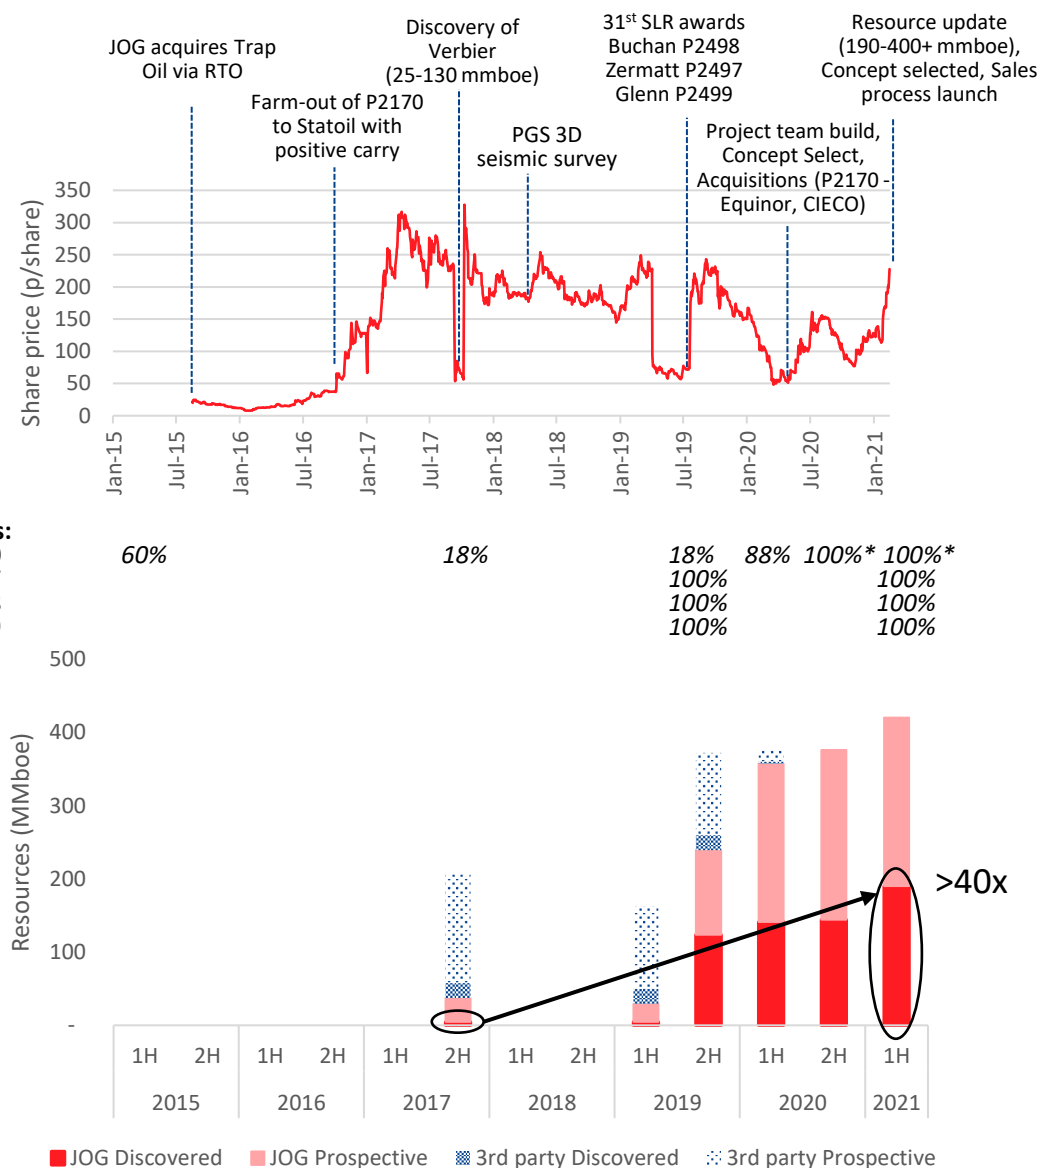 JOG acquires Trap
Oil via RTO
Farm-out of P2170
to Statoil with
positive carry
Discovery of
Verbier
(25-130 mmboe)
PGS 3D
seismic survey
31st SLR awards
Buchan P2498
Zermatt P2497
Glenn P2499
Project team build,
Concept Select,
Acquisitions (P2170 -
Equinor, CIECO)
Resource update
(190-400+ mmboe),
Concept selected, Sales
process launch
Share price (p/share)
350
300
250
200
150
100
50
0
Jan-15
Jul-15
Jan-16
Jul-16
Jan-17
Jul-17
Jan-18
Jul-18
Jan-19
Jul-19
Jan-20
Jul-20
Jan-21
s:
60% 18% 18% 88% 100%* 100%*
100% 100%
100% 100%
100% 100%
Resources (MMboe)
500
400
300
200
100
-
>40x
1H 2H 1H 2H 1H 2H 1H 2H 1H 2H 1H 2H 1H
2015 2016 2017 2018 2019 2020 2021
JOG Discovered JOG Prospective 3rd party Discovered 3rd party Prospective